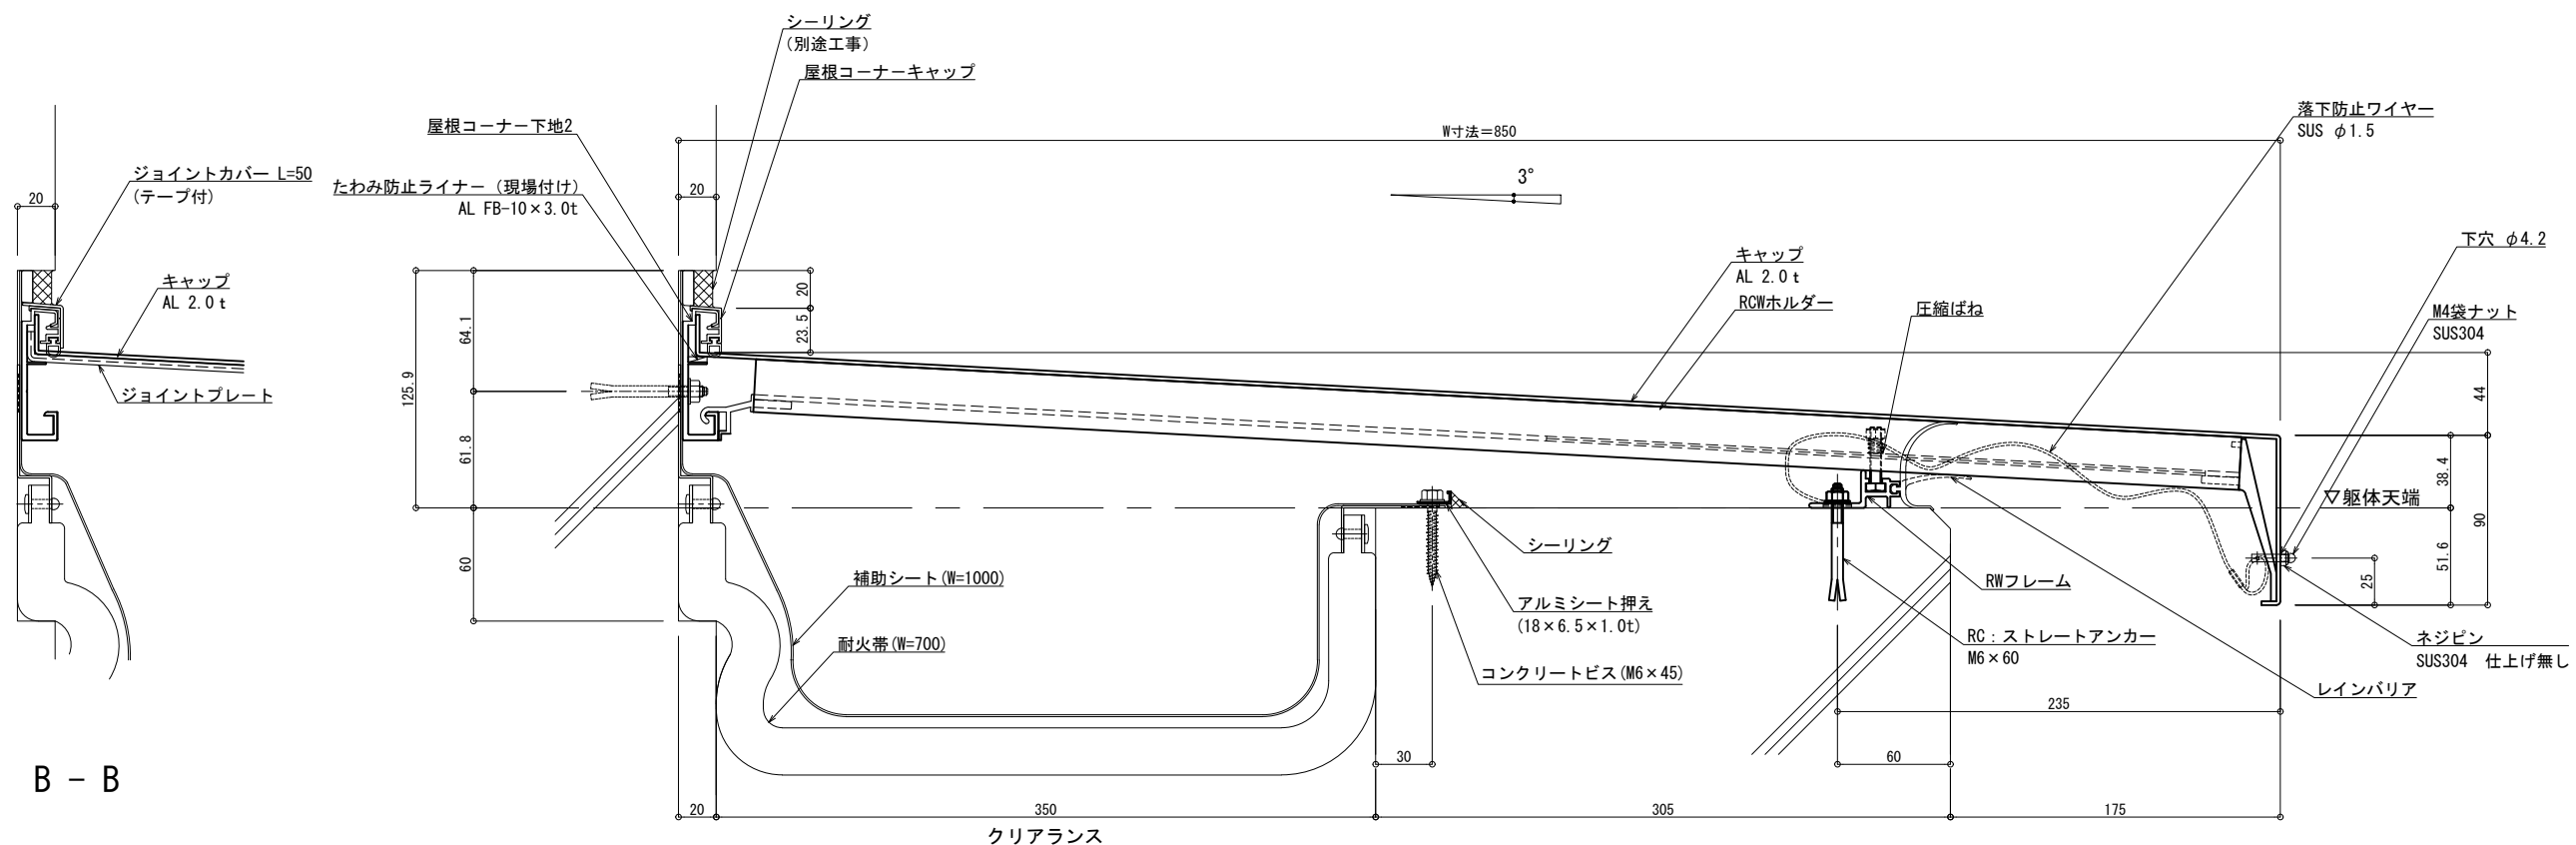 シーリング
(別途工事)
屋根コーナーキャップ
屋根コーナー下地2
ジョイントカバー L=50
(テープ付)
たわみ防止ライナー（現場付け）
AL FB-10×3.0t
W寸法=850
3°
落下防止ワイヤー
SUS φ1.5
20
20
キャップ
AL 2.0t
ジョイントプレート
キャップ
AL 2.0t
RCWホルダー
圧縮ばね
下穴 φ4.2
M4袋ナット
SUS304
20
23.5
64.1
125.9
61.8
60
44
38.4
90
51.6
25
▽躯体天端
シーリング
補助シート(W=1000)
耐火帯(W=700)
アルミシート押え
(18×6.5×1.0t)
コンクリートビス(M6×45)
RWフレーム
RC：ストレートアンカー
M6×60
ネジピン
SUS304 仕上げ無し
レインバリア
235
30
60
20
350
305
175
クリアランス
B - B